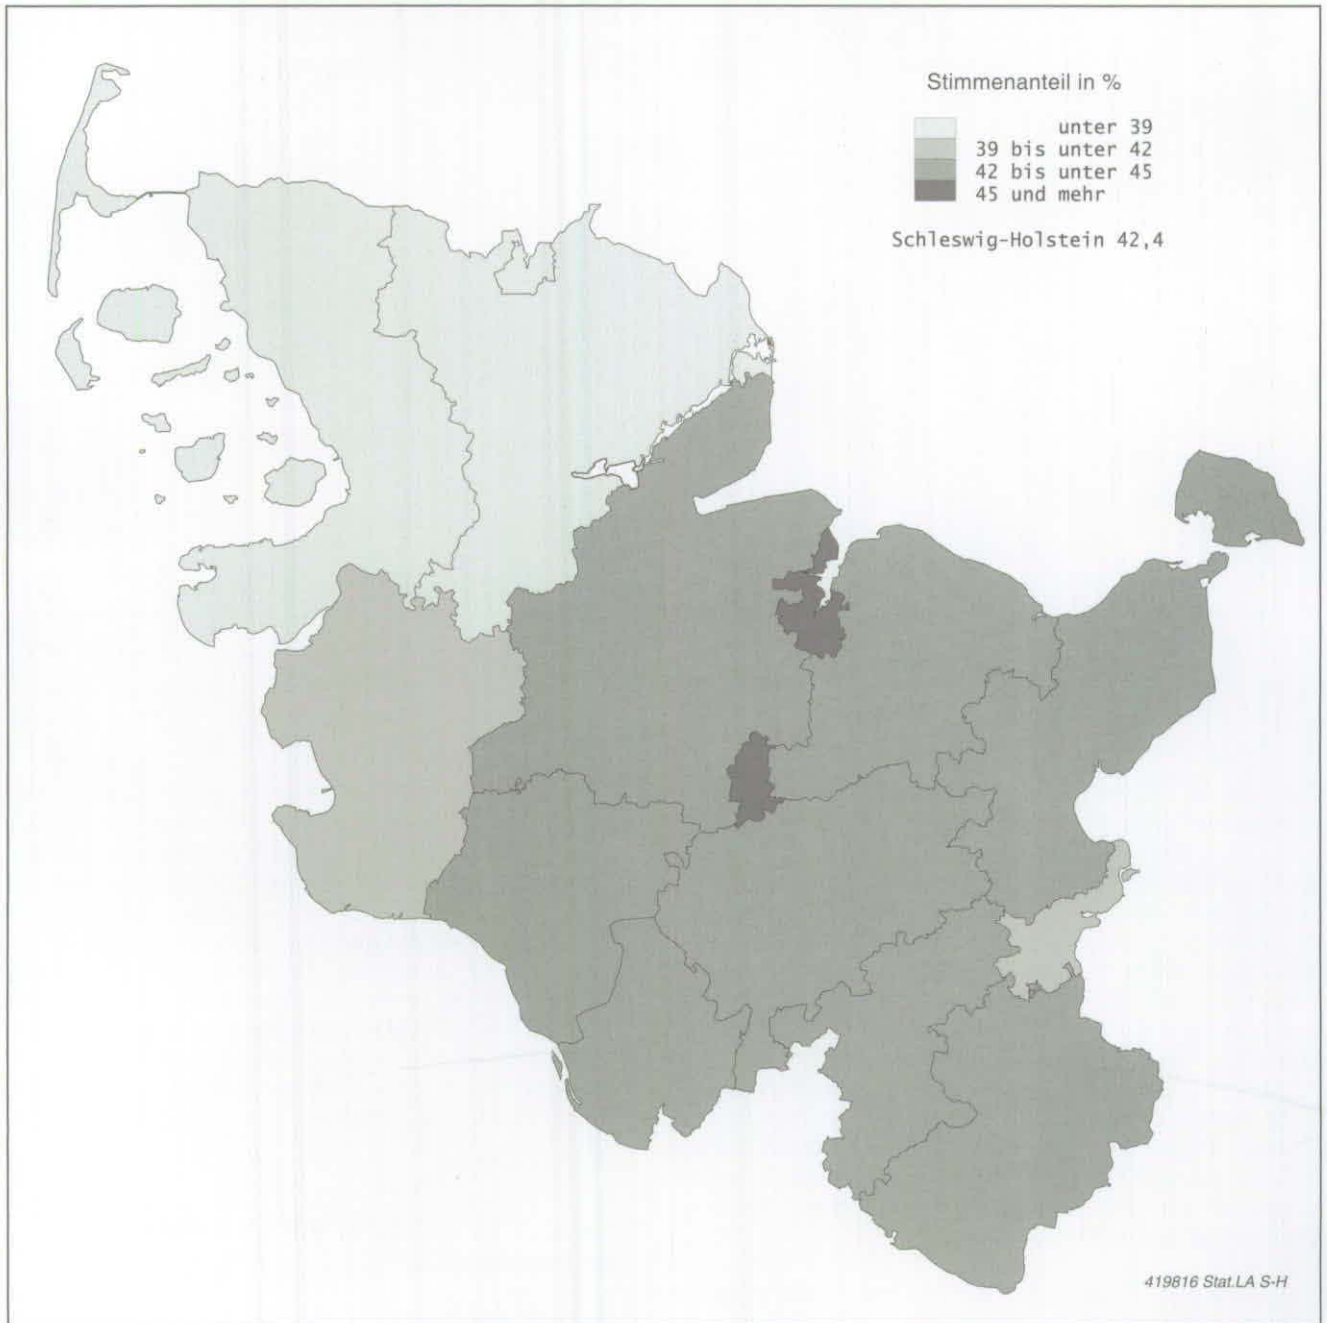 Stimmenanteil in %
unter 39
39 bis unter 42
42 bis unter 45
45 und mehr
Schleswig-Holstein 42,4
419816 Stat.LA S-H